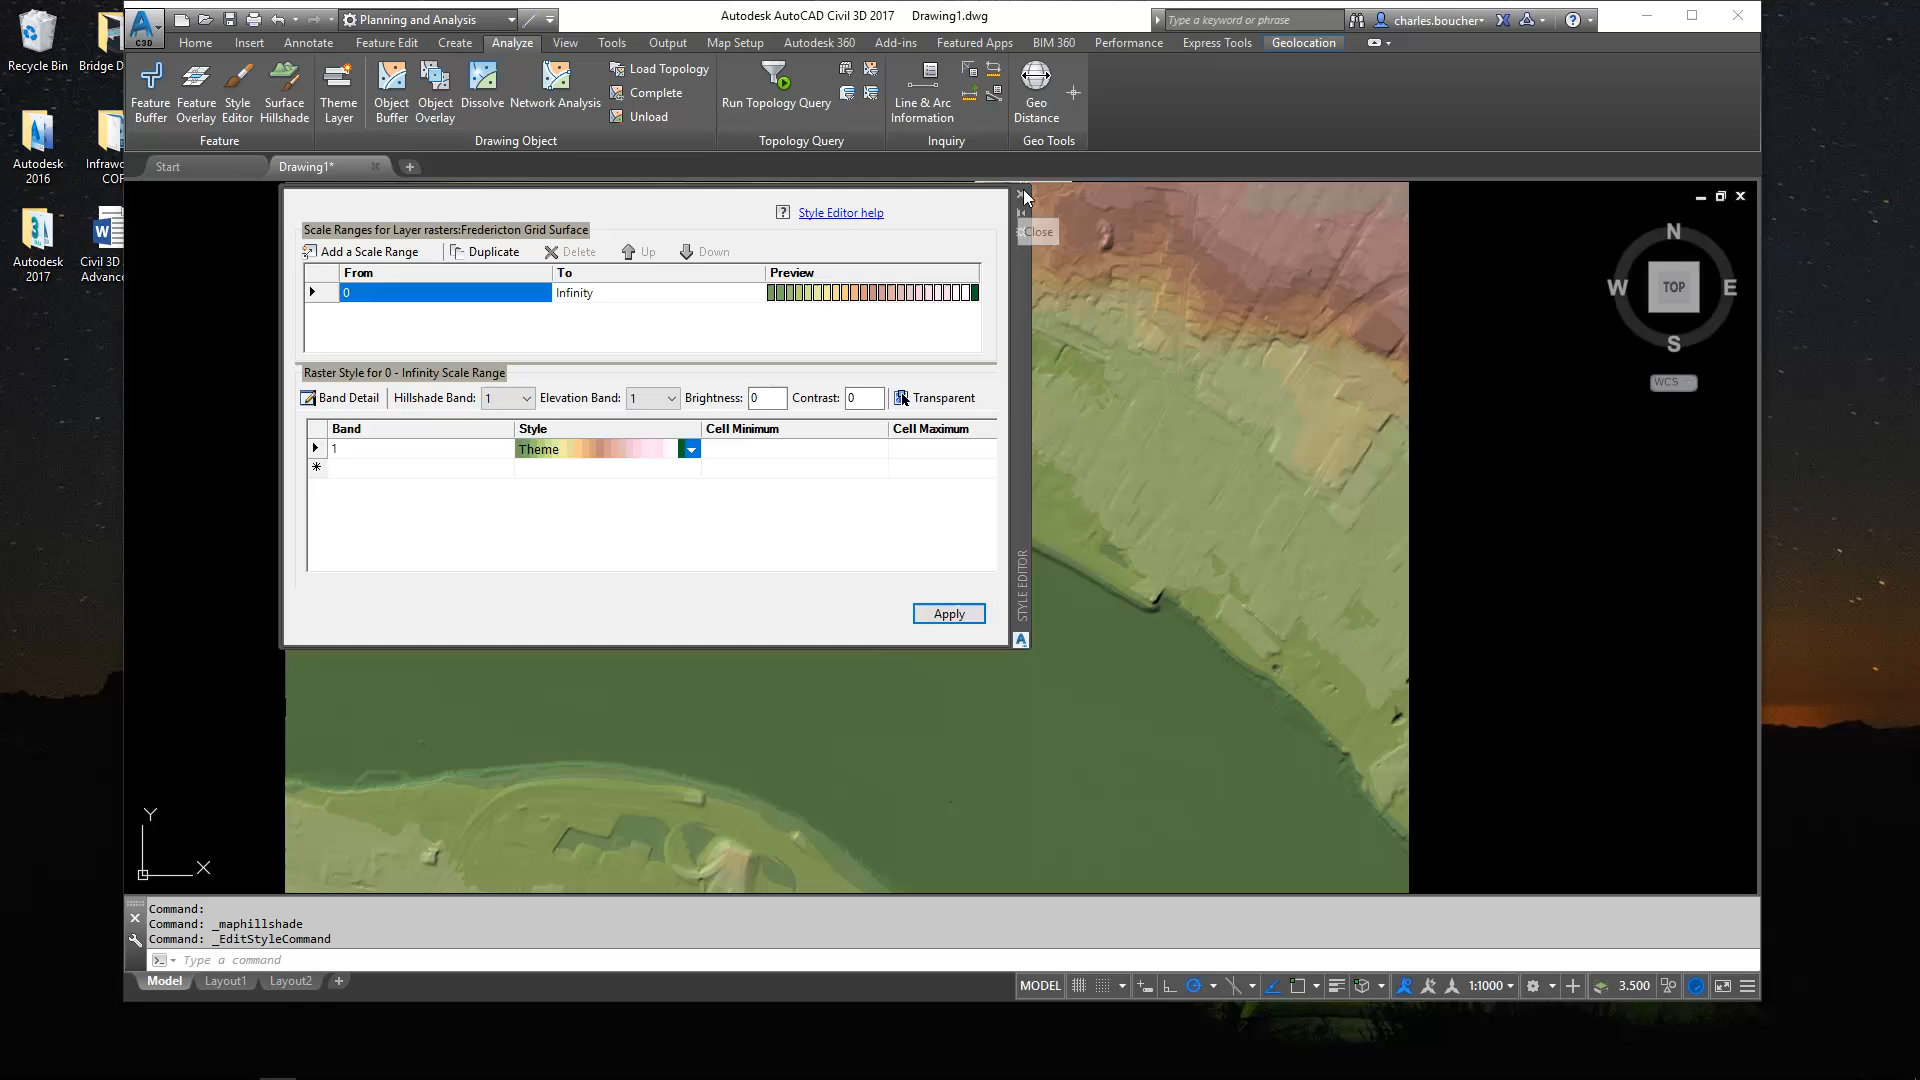 Recycle Bin
Bridge D
Autodesk 2016
Infrawo
COF
Autodesk 2017
Civil 3D
Advance
C3D
Planning and Analysis
Autodesk AutoCAD Civil 3D 2017 Drawing1.dwg
Type a keyword or phrase
charles.boucher
Home Insert Annotate Feature Edit Create Analyze View Tools Output Map Setup Autodesk 360 Add-ins Featured Apps BIM 360 Performance Express Tools Geolocation
Feature Buffer
Feature Overlay
Style Editor
Surface Hillshade
Theme Layer
Object Buffer
Object Overlay
Dissolve
Network Analysis
Load Topology
Complete
Unload
Run Topology Query
Line & Arc Information
Geo Distance
Feature
Drawing Object
Topology Query
Inquiry
Geo Tools
Start
Drawing1*
Style Editor help
Scale Ranges for Layer rasters:Fredericton Grid Surface
Add a Scale Range Duplicate Delete Up Down
From To Preview
0 Infinity
Raster Style for 0 - Infinity Scale Range
Band Detail Hillshade Band: 1 Elevation Band: 1 Brightness: 0 Contrast: 0 Transparent
Band Style Cell Minimum Cell Maximum
1 Theme
Apply
STYLE EDITOR
Close
N
W TOP E
S
WCS
Y
X
Command:
Command: _maphillshade
Command: _EditStyleCommand
Type a command
Model Layout1 Layout2
MODEL
1:1000
3.500